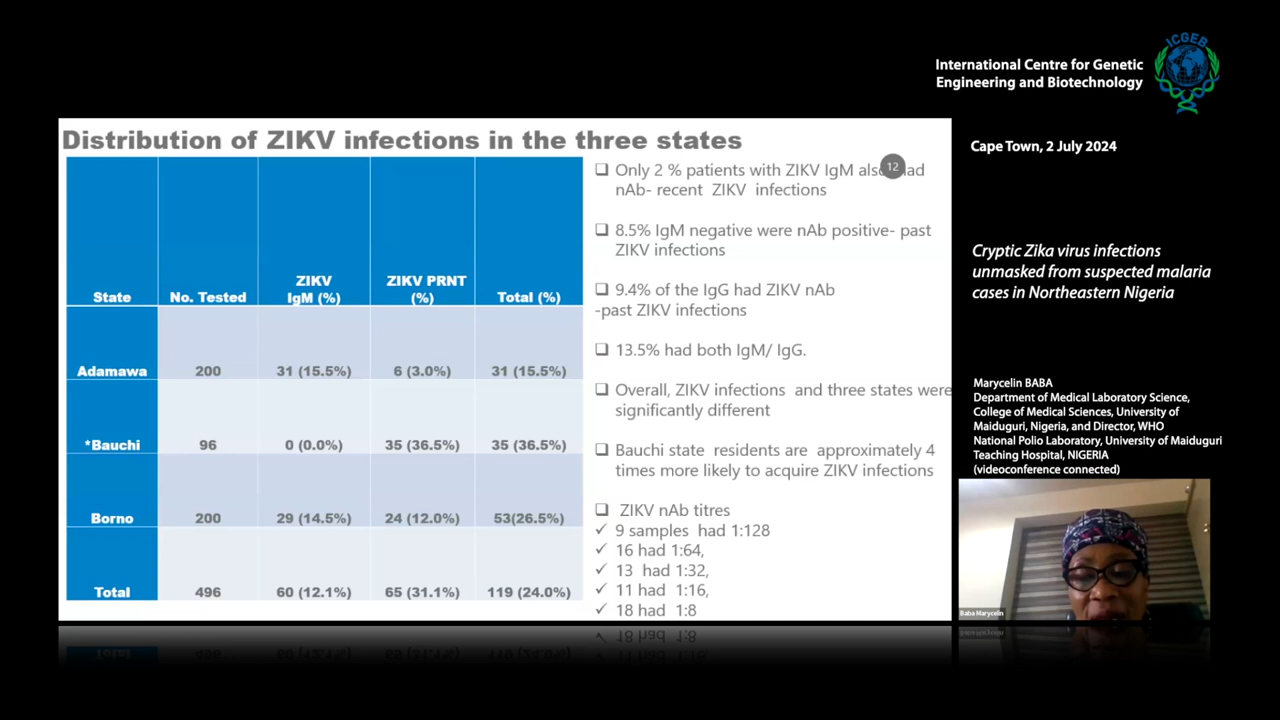 ICGEB
International Centre for Genetic
Engineering and Biotechnology
Cape Town, 2 July 2024
Cryptic Zika virus infections
unmasked from suspected malaria
cases in Northeastern Nigeria
Marycelin BABA
Department of Medical Laboratory Science,
College of Medical Sciences, University of
Maiduguri, Nigeria, and Director, WHO
National Polio Laboratory, University of Maiduguri
Teaching Hospital, NIGERIA
(videoconference connected)
Baba Marycelin
Distribution of ZIKV infections in the three states
12
State No. Tested ZIKV IgM (%) ZIKV PRNT (%) Total (%)
Adamawa 200 31 (15.5%) 6 (3.0%) 31 (15.5%)
*Bauchi 96 0 (0.0%) 35 (36.5%) 35 (36.5%)
Borno 200 29 (14.5%) 24 (12.0%) 53(26.5%)
Total 496 60 (12.1%) 65 (31.1%) 119 (24.0%)
❑ Only 2 % patients with ZIKV IgM also had
nAb- recent ZIKV infections
❑ 8.5% IgM negative were nAb positive- past
ZIKV infections
❑ 9.4% of the IgG had ZIKV nAb
-past ZIKV infections
❑ 13.5% had both IgM/ IgG.
❑ Overall, ZIKV infections and three states were
significantly different
❑ Bauchi state residents are approximately 4
times more likely to acquire ZIKV infections
❑ ZIKV nAb titres
✓ 9 samples had 1:128
✓ 16 had 1:64,
✓ 13 had 1:32,
✓ 11 had 1:16,
✓ 18 had 1:8